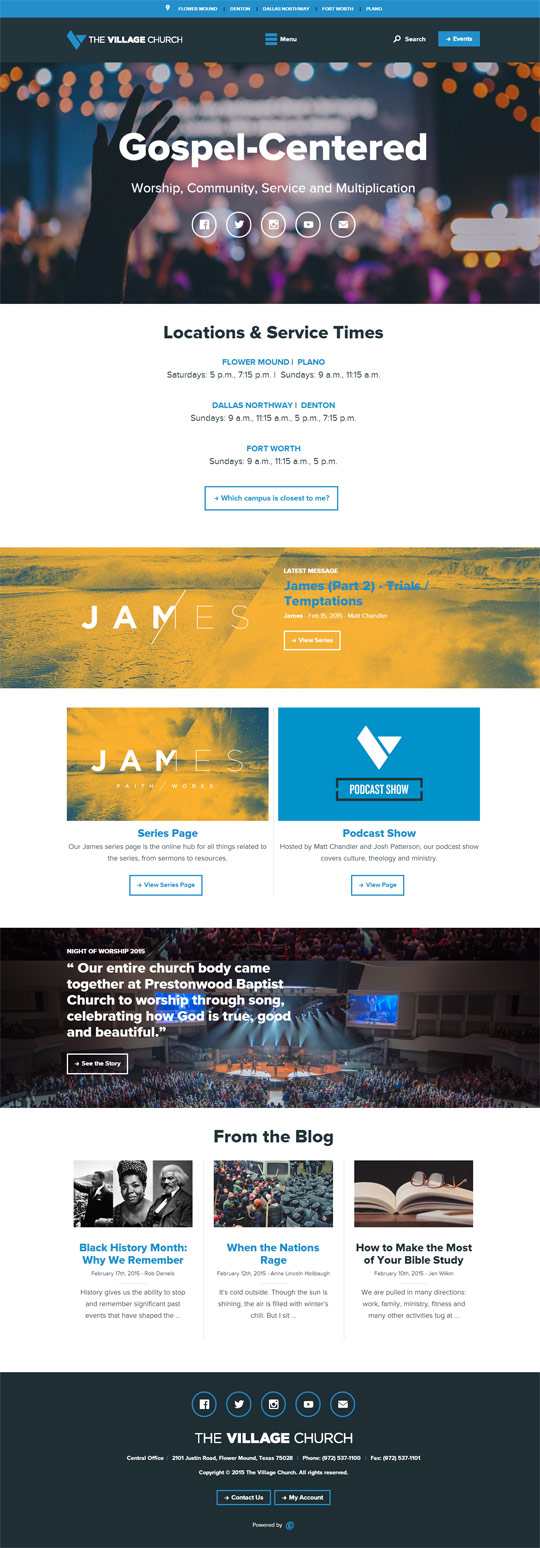 FLOWER MOUND | DENTON | DALLAS NORTHWAY | FORT WORTH | PLANO
THE VILLAGE CHURCH
Menu
Search
→ Events
Gospel-Centered
Worship, Community, Service and Multiplication
Locations & Service Times
FLOWER MOUND | PLANO
Saturdays: 5 p.m., 7:15 p.m. | Sundays: 9 a.m., 11:15 a.m.
DALLAS NORTHWAY | DENTON
Sundays: 9 a.m., 11:15 a.m., 5 p.m., 7:15 p.m.
FORT WORTH
Sundays: 9 a.m., 11:15 a.m., 5 p.m.
→ Which campus is closest to me?
JAMES
LATEST MESSAGE
James (Part 2) - Trials /
Temptations
James - Feb 15, 2015 - Matt Chandler
→ View Series
JAMES
FAITH / WORKS
Series Page
Our James series page is the online hub for all things related to
the series, from sermons to resources.
→ View Series Page
PODCAST SHOW
Podcast Show
Hosted by Matt Chandler and Josh Patterson, our podcast show
covers culture, theology and ministry.
→ View Page
NIGHT OF WORSHIP 2015
“ Our entire church body came
together at Prestonwood Baptist
Church to worship through song,
celebrating how God is true, good
and beautiful.”
→ See the Story
From the Blog
Black History Month:
Why We Remember
February 17th, 2015 - Rob Daniels
History gives us the ability to stop
and remember significant past
events that have shaped the ...
When the Nations
Rage
February 12th, 2015 - Anne Lincoln Holibaugh
It's cold outside. Though the sun is
shining, the air is filled with winter's
chill. But I sit ...
How to Make the Most
of Your Bible Study
February 10th, 2015 - Jen Wilkin
We are pulled in many directions:
work, family, ministry, fitness and
many other activities tug at ...
THE VILLAGE CHURCH
Central Office | 2101 Justin Road, Flower Mound, Texas 75028 | Phone: (972) 537-1100 | Fax: (972) 537-1101
Copyright © 2015 The Village Church. All rights reserved.
→ Contact Us
→ My Account
Powered by